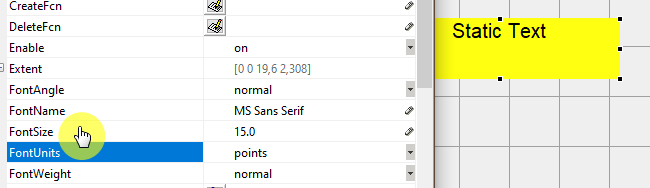 CreateFcn
DeleteFcn
Enable on
Extent [0 0 19,6 2,308]
FontAngle normal
FontName MS Sans Serif
FontSize 15.0
FontUnits points
FontWeight normal
Static Text